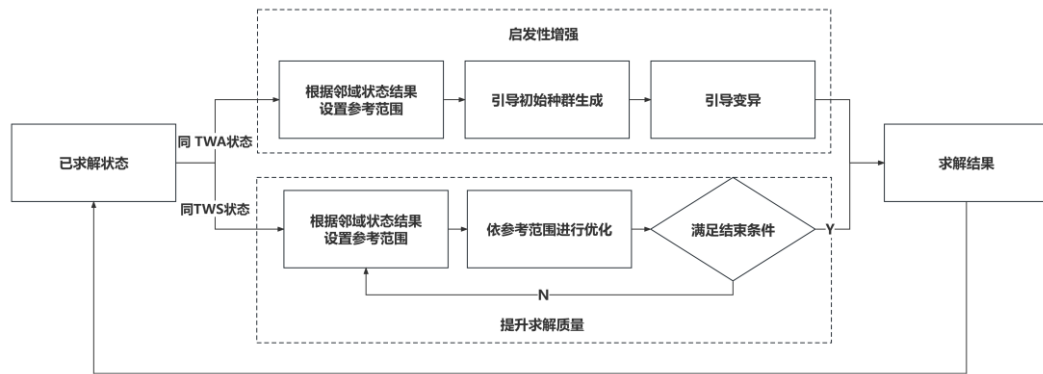 启发性增强
根据邻域状态结果
设置参考范围
引导初始种群生成
引导变异
已求解状态
同 TWA状态
求解结果
同TWS状态
根据邻域状态结果
设置参考范围
依参考范围进行优化
满足结束条件
Y
N
提升求解质量